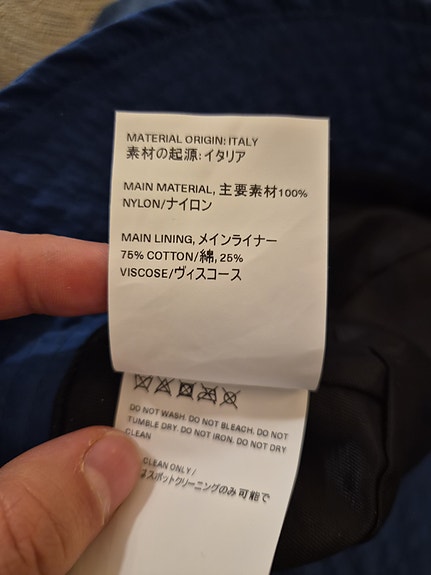 MATERIAL ORIGIN: ITALY
素材の起源: イタリア
MAIN MATERIAL, 主要素材100%
NYLON/ナイロン
MAIN LINING, メインライナー
75% COTTON/綿, 25%
VISCOSE/ヴィスコース
DO NOT WASH. DO NOT BLEACH. DO NOT
TUMBLE DRY. DO NOT IRON. DO NOT DRY
CLEAN
CLEAN ONLY /
はスポットクリーニングのみ 可能で